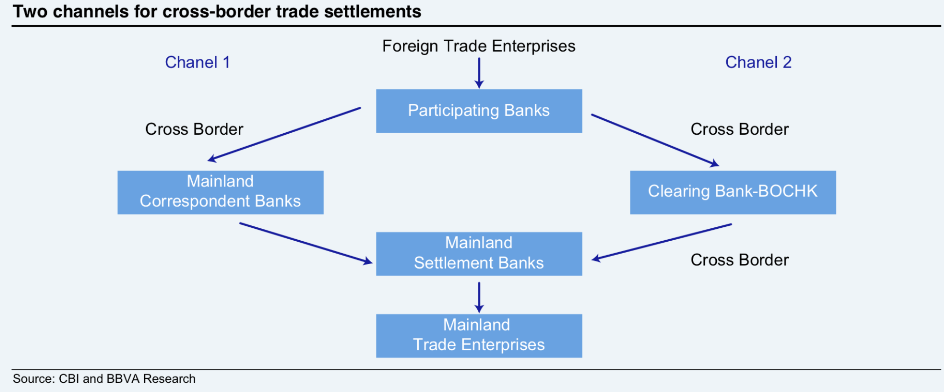 Two channels for cross-border trade settlements
Foreign Trade Enterprises
Chanel 1
Chanel 2
Participating Banks
Cross Border
Cross Border
Mainland
Correspondent Banks
Clearing Bank-BOCHK
Mainland
Settlement Banks
Cross Border
Mainland
Trade Enterprises
Source: CBI and BBVA Research